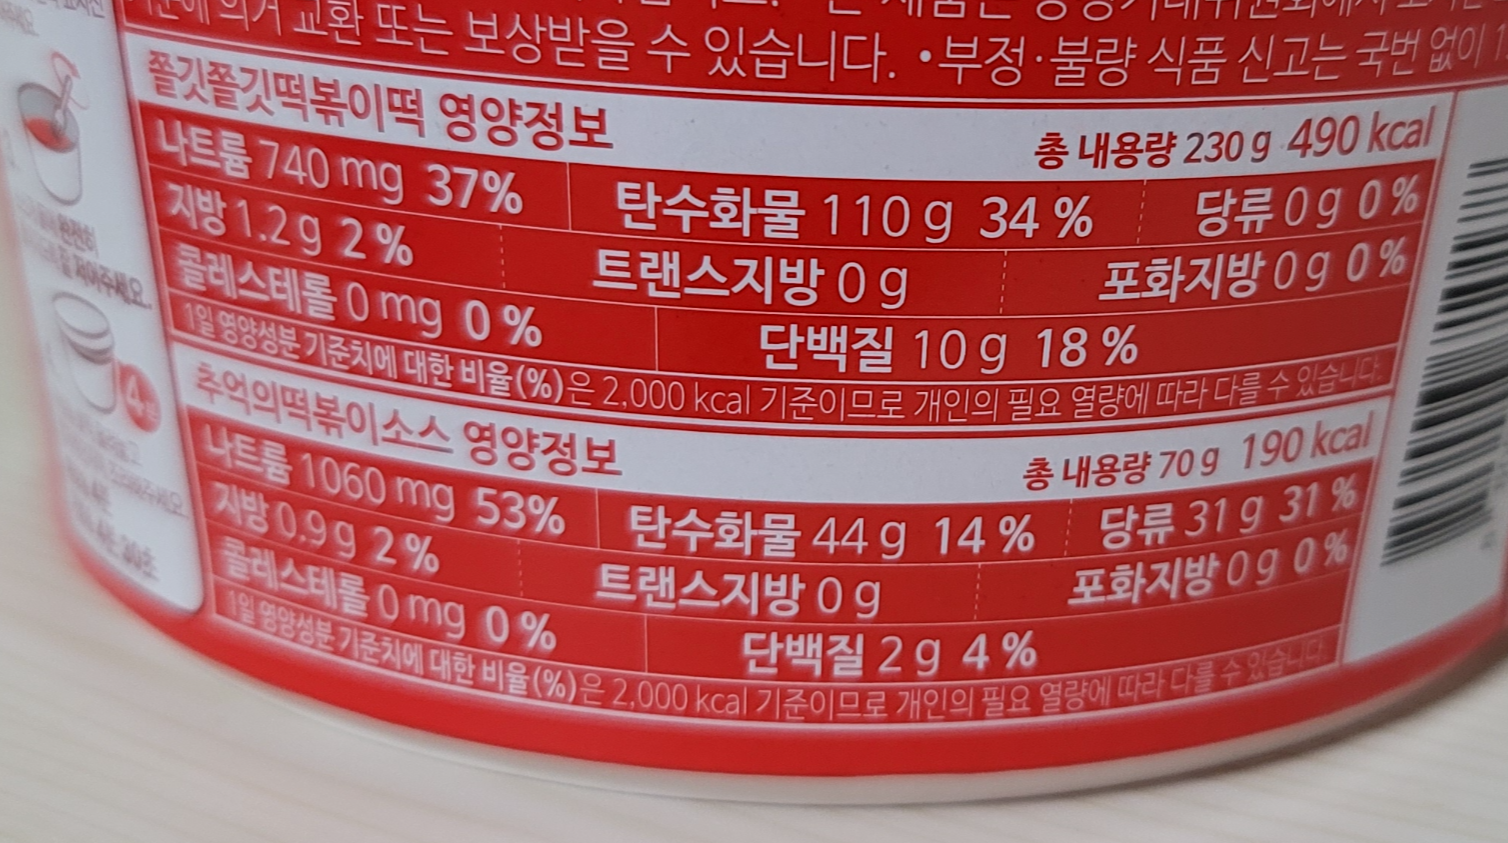 의거 교환 또는 보상받을 수 있습니다. •부정·불량 식품 신고는 국번 없이
쫄깃쫄깃떡볶이떡 영양정보 총 내용량 230 g 490 kcal
나트륨 740 mg 37% 탄수화물 110 g 34 % 당류 0 g 0 %
지방 1.2 g 2 % 트랜스지방 0 g 포화지방 0 g 0 %
콜레스테롤 0 mg 0 % 단백질 10 g 18 %
1일 영양성분 기준치에 대한 비율(%)은 2,000 kcal 기준이므로 개인의 필요 열량에 따라 다를 수 있습니다.
추억의떡볶이소스 영양정보 총 내용량 70 g 190 kcal
나트륨 1060 mg 53% 탄수화물 44 g 14 % 당류 31 g 31 %
지방 0.9 g 2 % 트랜스지방 0 g 포화지방 0 g 0 %
콜레스테롤 0 mg 0 % 단백질 2 g 4 %
1일 영양성분 기준치에 대한 비율(%)은 2,000 kcal 기준이므로 개인의 필요 열량에 따라 다를 수 있습니다.
완전히
저어주세요.
4